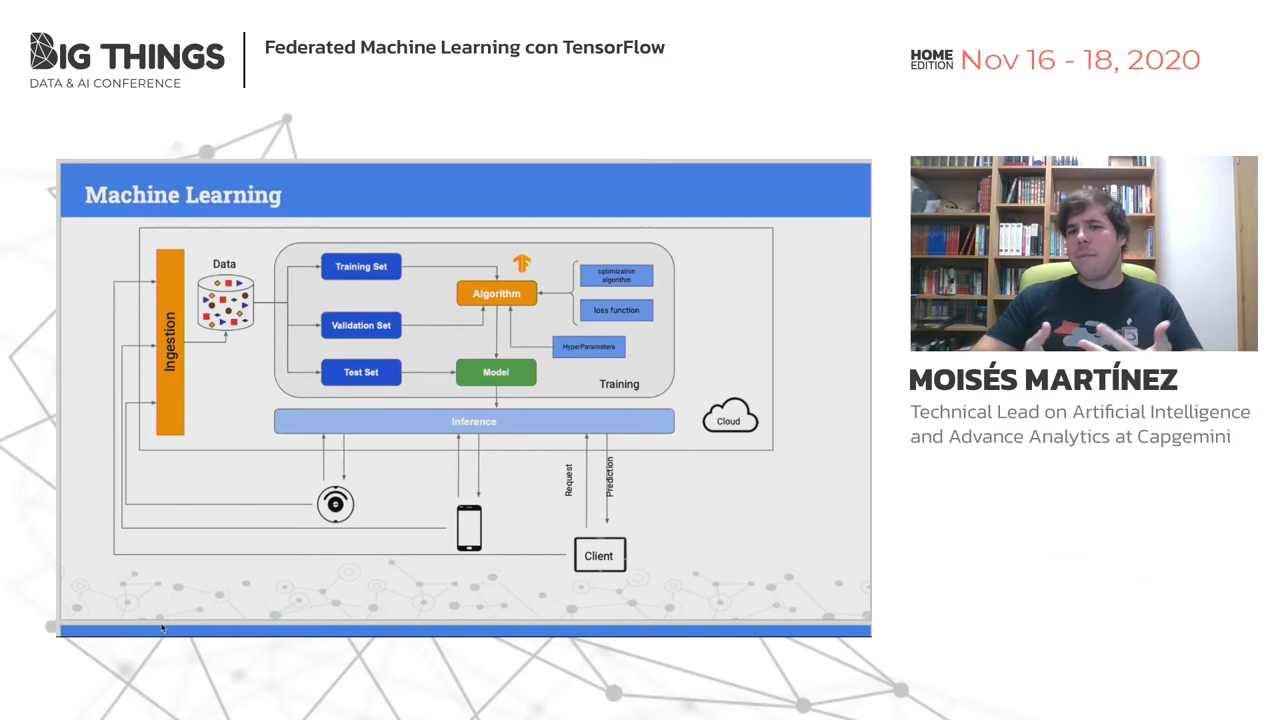 BIG THINGS
DATA & AI CONFERENCE
Federated Machine Learning con TensorFlow
HOME
EDITION
Nov 16 - 18, 2020
Machine Learning
Ingestion
Data
Training Set
Validation Set
Test Set
Algorithm
Model
optimization
algorithm
loss function
HyperParameters
Training
Inference
Cloud
Request
Prediction
Client
MOISÉS MARTÍNEZ
Technical Lead on Artificial Intelligence
and Advance Analytics at Capgemini